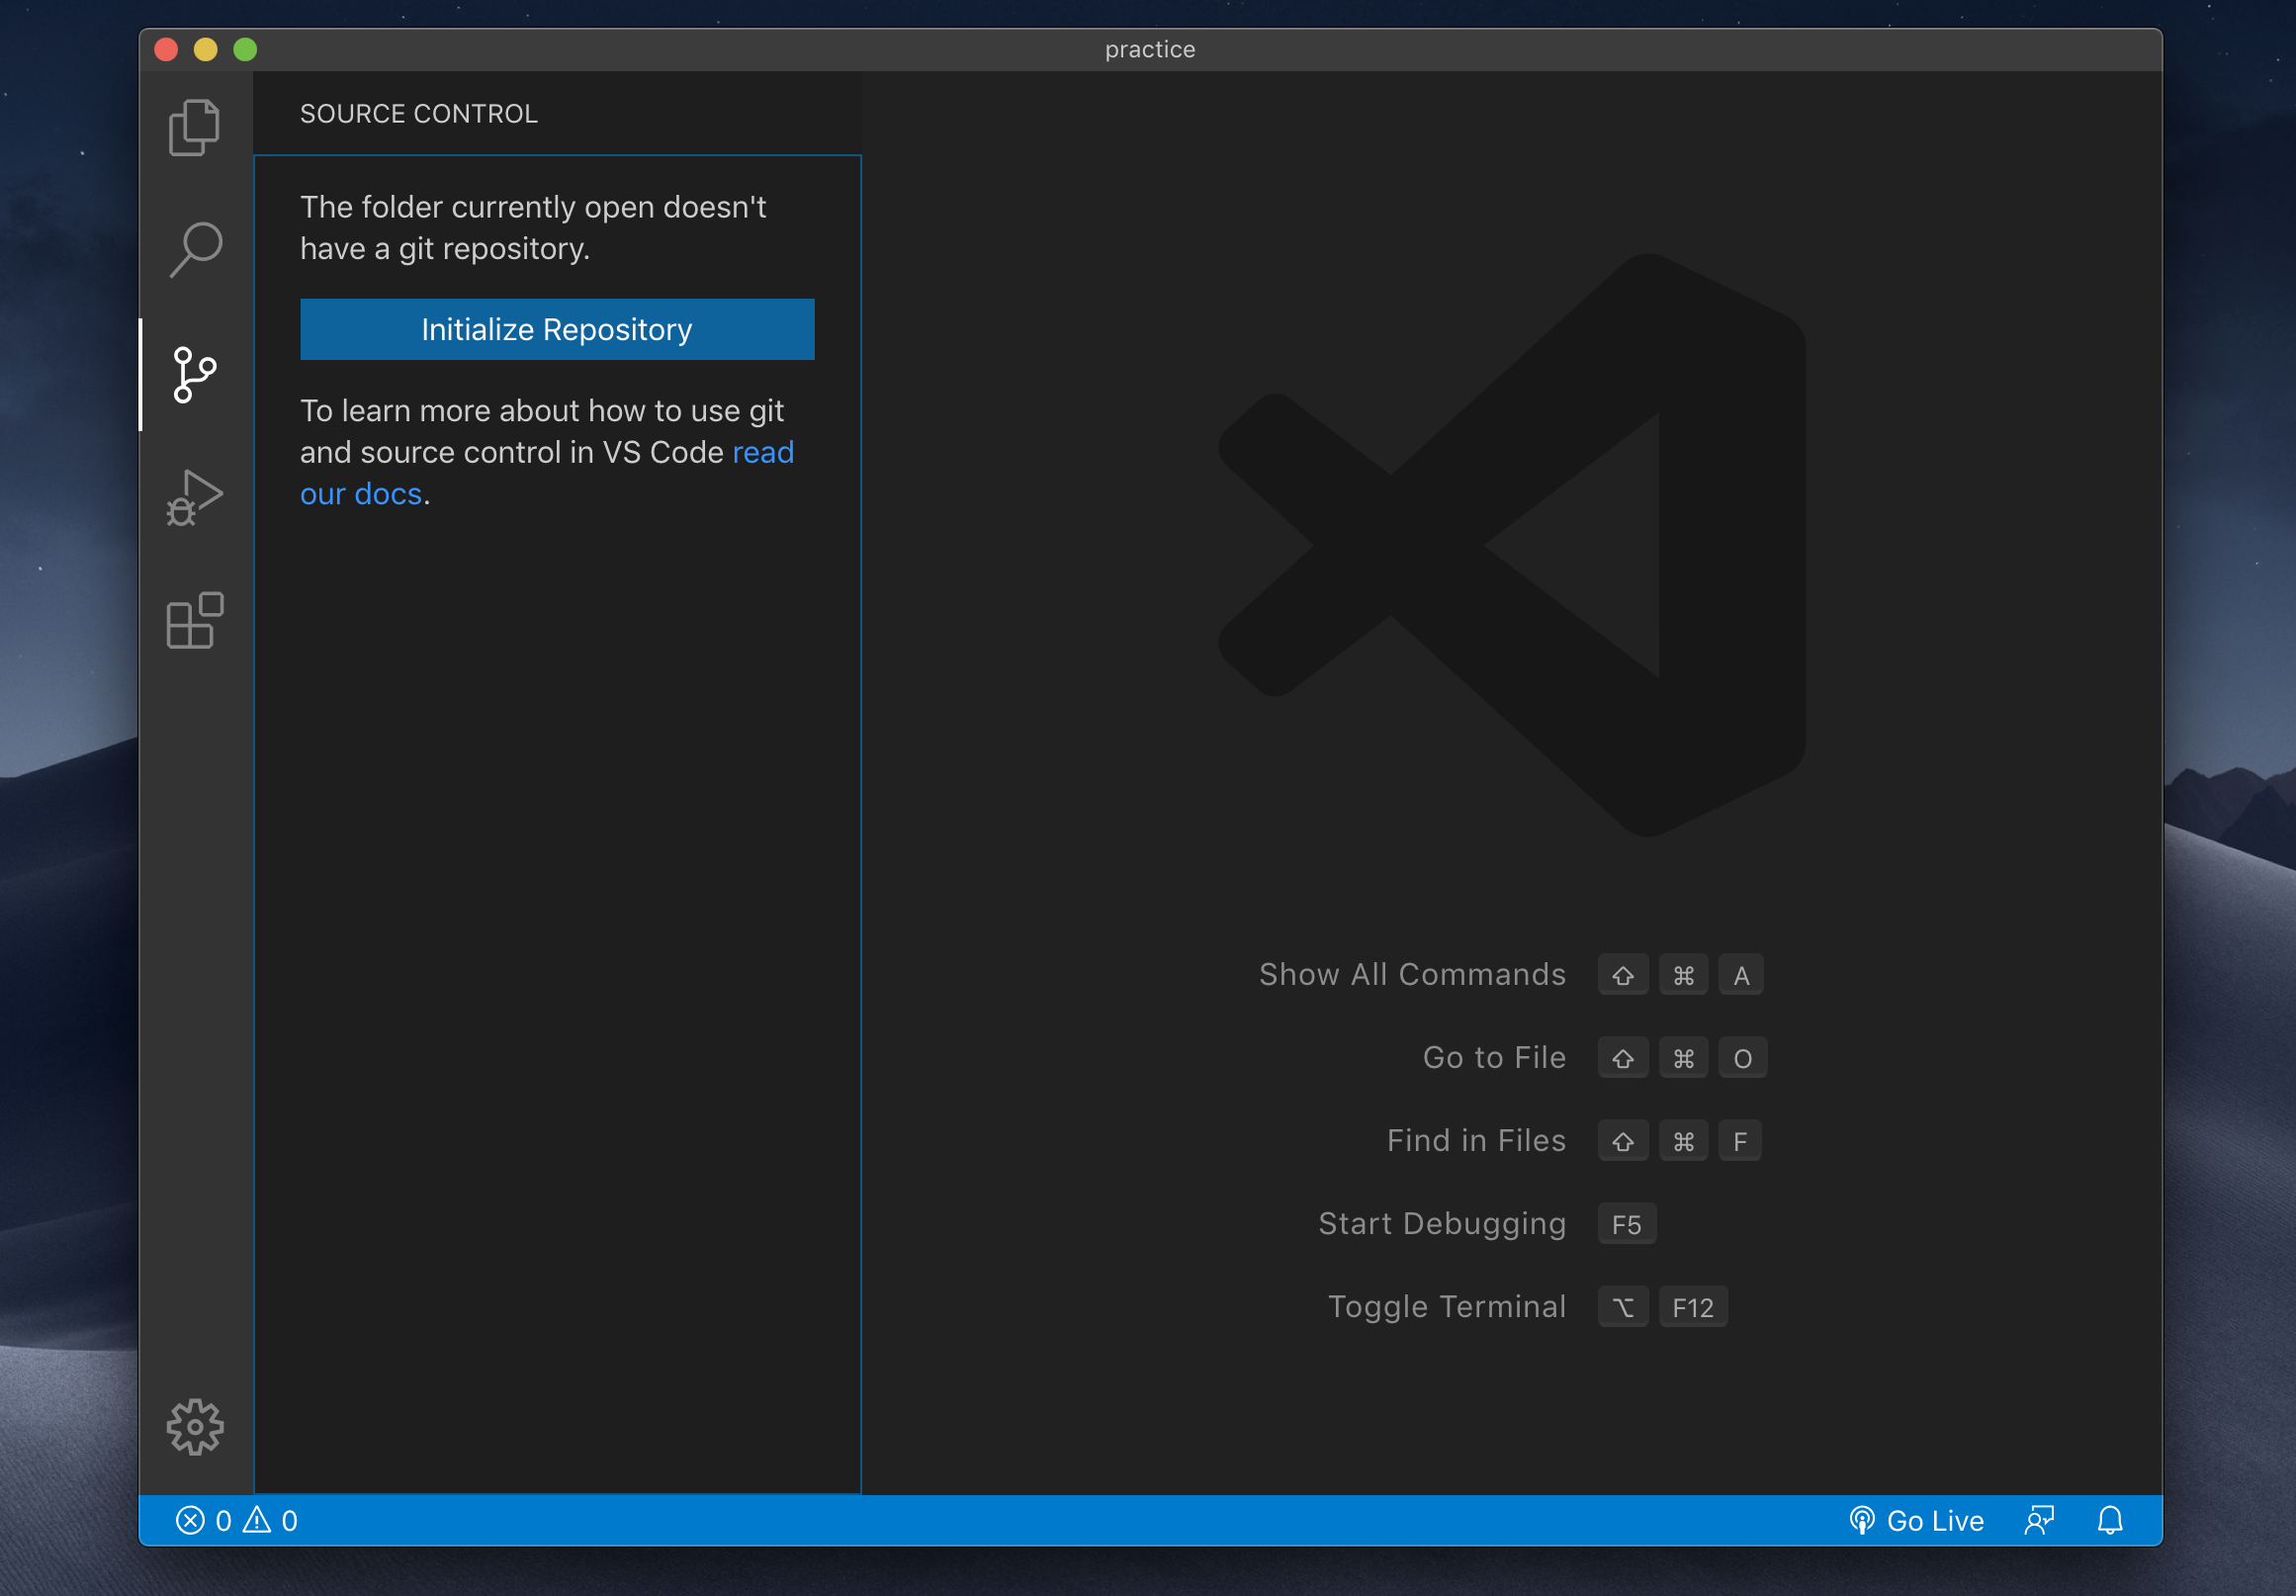 practice
SOURCE CONTROL
The folder currently open doesn't
have a git repository.
Initialize Repository
To learn more about how to use git
and source control in VS Code read
our docs.
Show All Commands ⇧ ⌘ A
Go to File ⇧ ⌘ O
Find in Files ⇧ ⌘ F
Start Debugging F5
Toggle Terminal ⌥ F12
0 0 Go Live